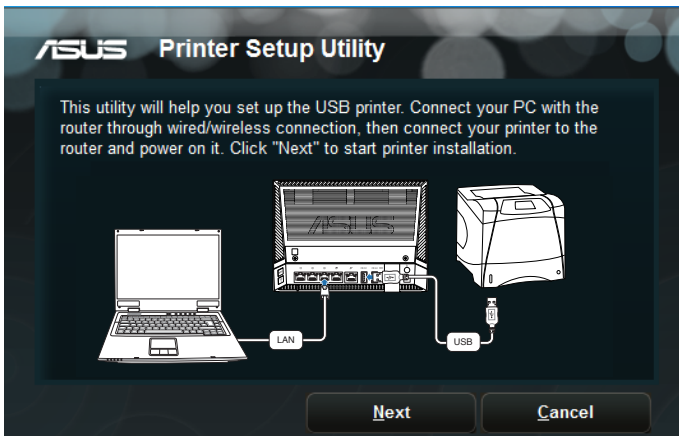 ASUS Printer Setup Utility
This utility will help you set up the USB printer. Connect your PC with the
router through wired/wireless connection, then connect your printer to the
router and power on it. Click "Next" to start printer installation.
ASUS
LAN
USB
Next
Cancel